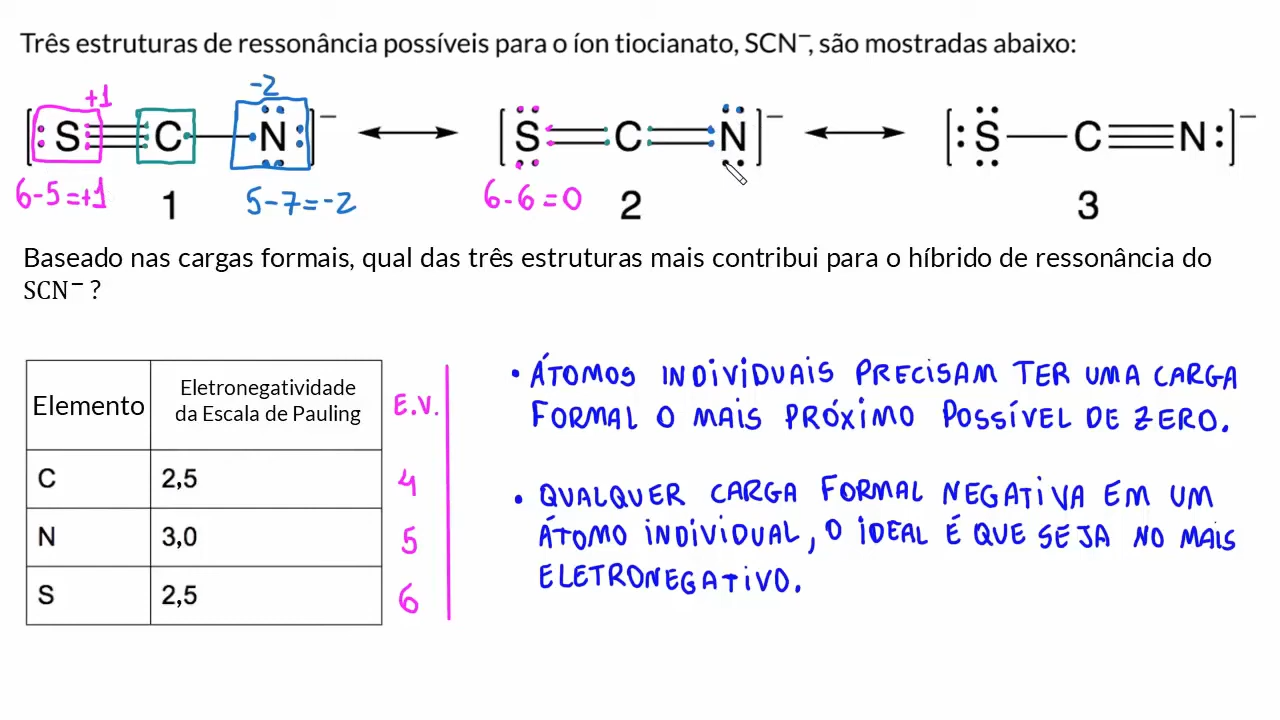 Três estruturas de ressonância possíveis para o íon tiocianato, SCN⁻, são mostradas abaixo:
+1 -2
[:S≡C—N:]⁻ ↔ [S=C=N]⁻ ↔ [:S—C≡N:]⁻
6-5=+1 1 5-7=-2 6-6=0 2 3
Baseado nas cargas formais, qual das três estruturas mais contribui para o híbrido de ressonância do
SCN⁻ ?
Elemento Eletronegatividade da Escala de Pauling E.V.
C 2,5 4
N 3,0 5
S 2,5 6
• ÁTOMOS INDIVIDUAIS PRECISAM TER UMA CARGA
FORMAL O MAIS PRÓXIMO POSSÍVEL DE ZERO.
• QUALQUER CARGA FORMAL NEGATIVA EM UM
ÁTOMO INDIVIDUAL, O IDEAL É QUE SEJA NO MAIS
ELETRONEGATIVO.